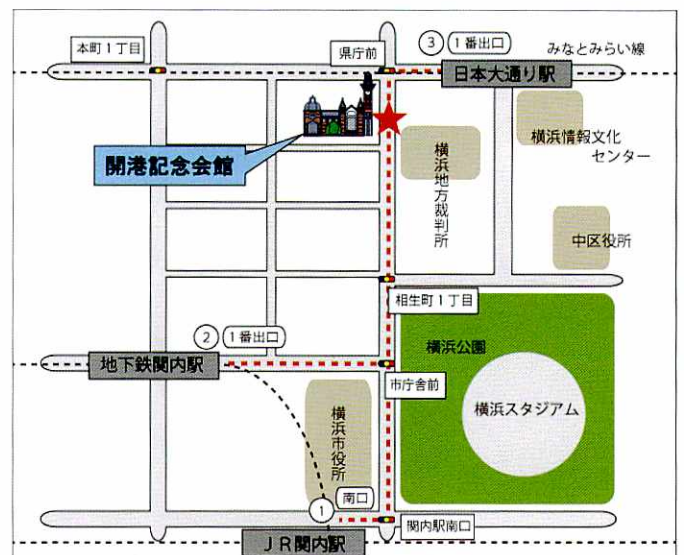 本町1丁目
県庁前
③ 1番出口
みなとみらい線
日本大通り駅
開港記念会館
横浜地方裁判所
横浜情報文化
センター
中区役所
相生町1丁目
② 1番出口
地下鉄関内駅
横浜公園
市庁舎前
横浜スタジアム
横浜市役所
① 南口
関内駅南口
JR関内駅